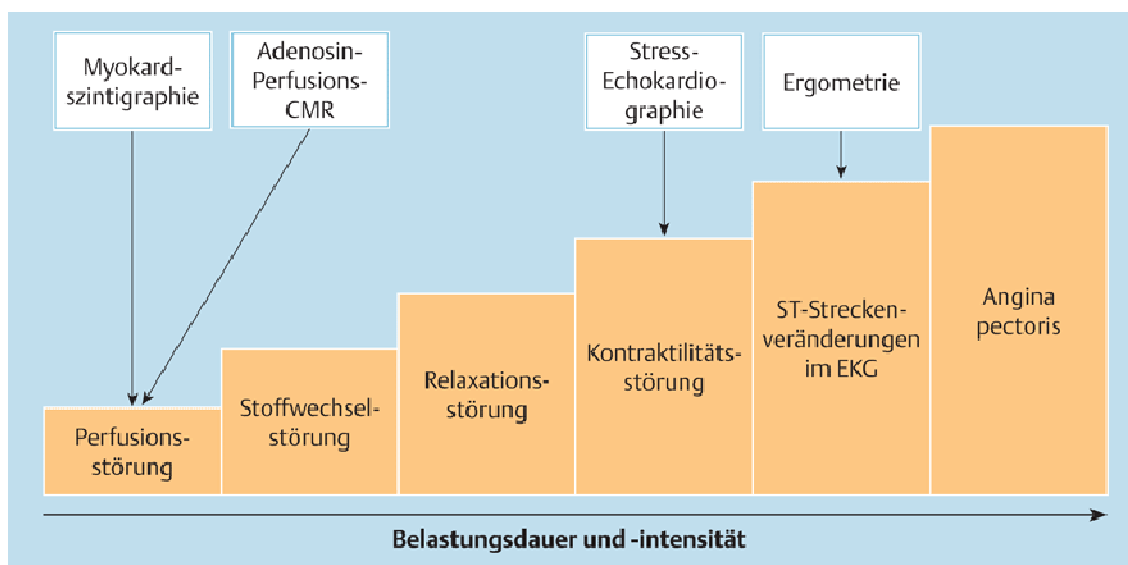 Myokard-
szintigraphie
Adenosin-
Perfusions-
CMR
Stress-
Echokardio-
graphie
Ergometrie
Perfusions-
störung
Stoffwechsel-
störung
Relaxations-
störung
Kontraktilitäts-
störung
ST-Strecken-
veränderungen
im EKG
Angina
pectoris
Belastungsdauer und -intensität